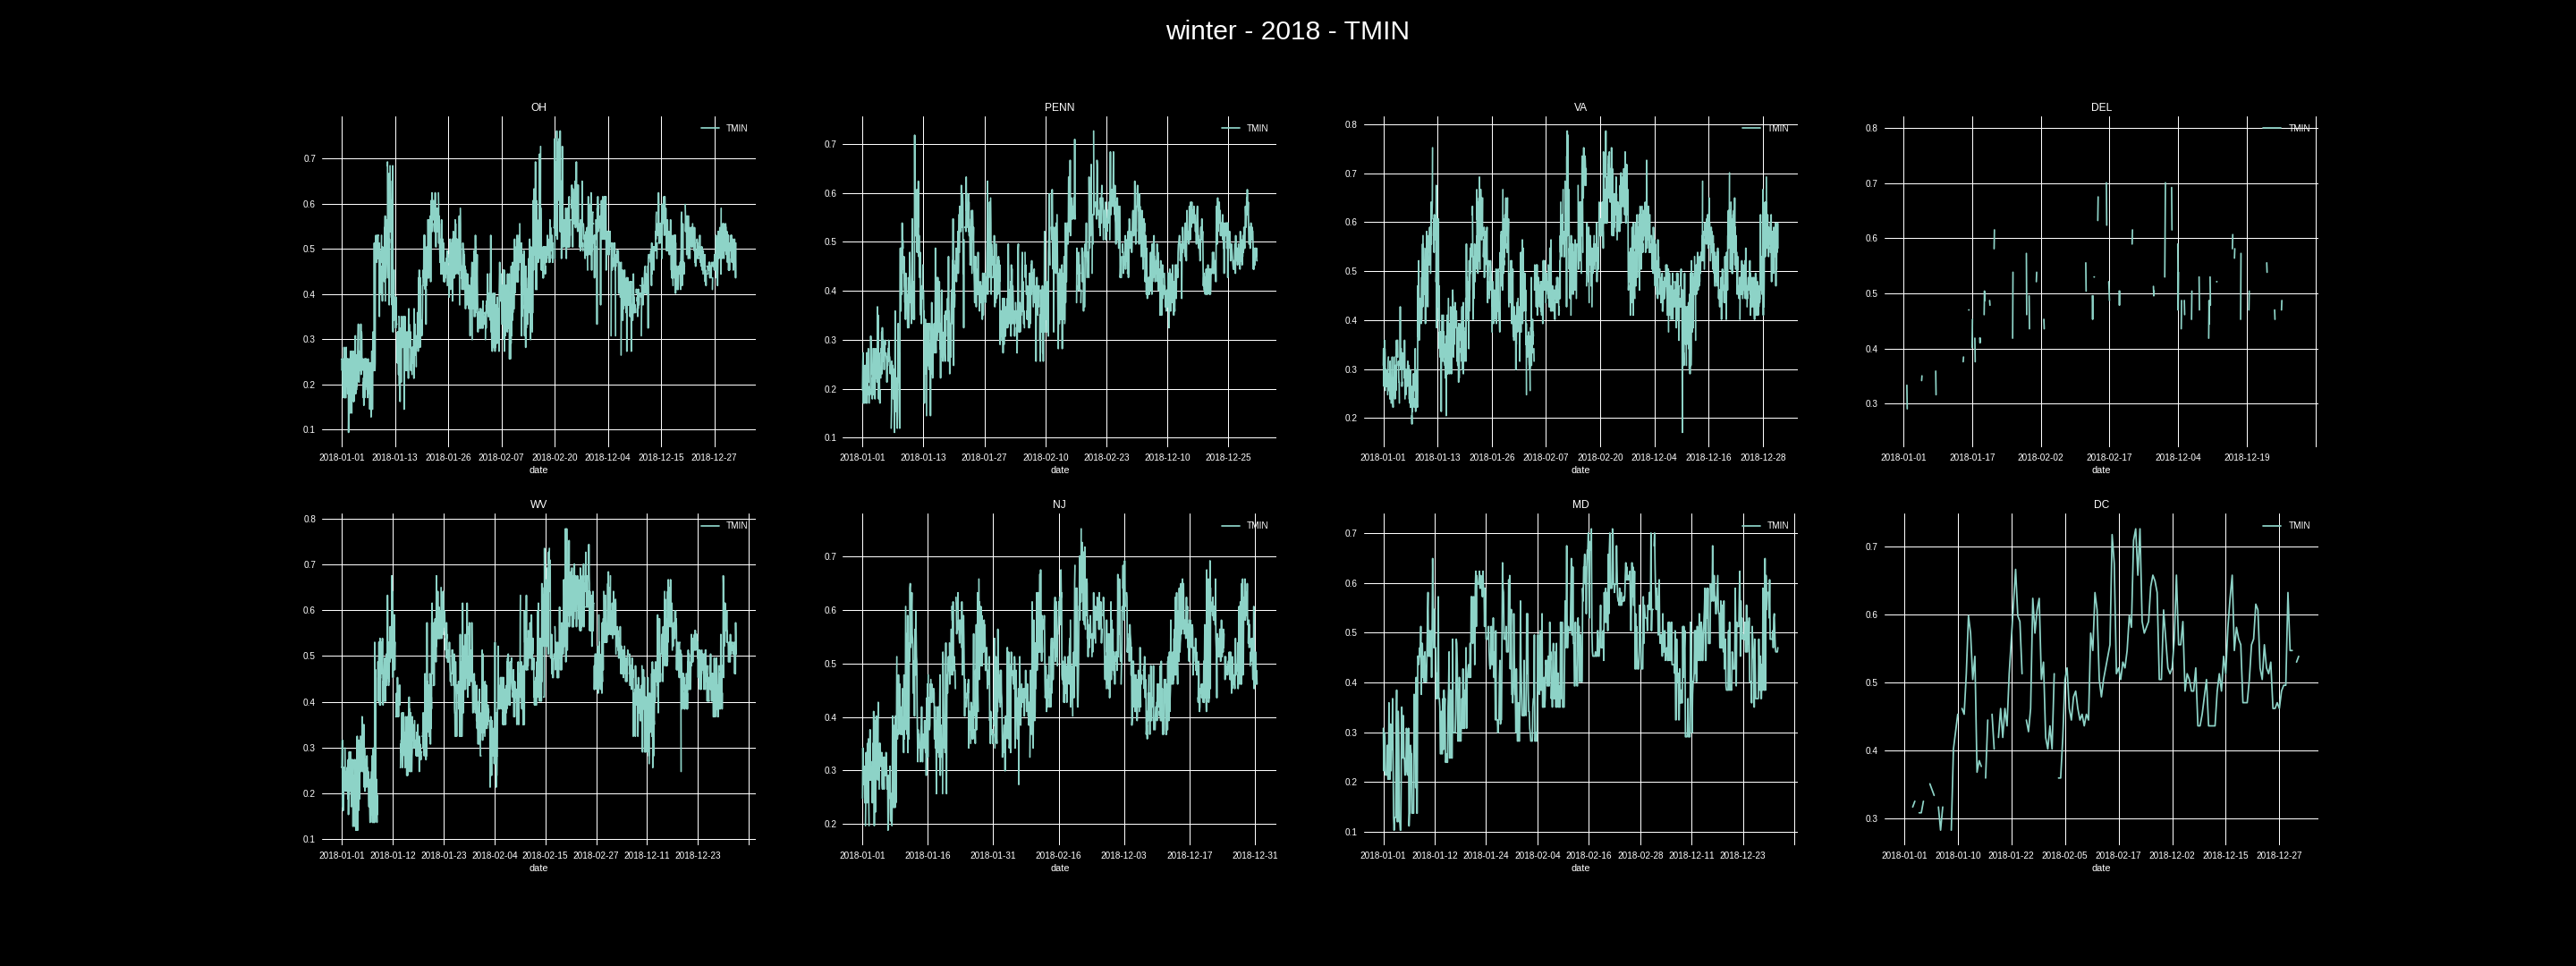 winter - 2018 - TMIN
OH
TMIN
0.7
0.6
0.5
0.4
0.3
0.2
0.1
2018-01-01 2018-01-13 2018-01-26 2018-02-07 2018-02-20 2018-12-04 2018-12-15 2018-12-27
date
PENN
TMIN
0.7
0.6
0.5
0.4
0.3
0.2
0.1
2018-01-01 2018-01-13 2018-01-27 2018-02-10 2018-02-23 2018-12-10 2018-12-25
date
VA
TMIN
0.8
0.7
0.6
0.5
0.4
0.3
0.2
2018-01-01 2018-01-13 2018-01-26 2018-02-07 2018-02-20 2018-12-04 2018-12-16 2018-12-28
date
DEL
TMIN
0.8
0.7
0.6
0.5
0.4
0.3
2018-01-01 2018-01-17 2018-02-02 2018-02-17 2018-12-04 2018-12-19
date
WV
TMIN
0.8
0.7
0.6
0.5
0.4
0.3
0.2
0.1
2018-01-01 2018-01-12 2018-01-23 2018-02-04 2018-02-15 2018-02-27 2018-12-11 2018-12-23
date
NJ
TMIN
0.7
0.6
0.5
0.4
0.3
0.2
2018-01-01 2018-01-16 2018-01-31 2018-02-16 2018-12-03 2018-12-17 2018-12-31
date
MD
TMIN
0.7
0.6
0.5
0.4
0.3
0.2
0.1
2018-01-01 2018-01-12 2018-01-24 2018-02-04 2018-02-16 2018-02-28 2018-12-11 2018-12-23
date
DC
TMIN
0.7
0.6
0.5
0.4
0.3
2018-01-01 2018-01-10 2018-01-22 2018-02-05 2018-02-17 2018-12-02 2018-12-15 2018-12-27
date